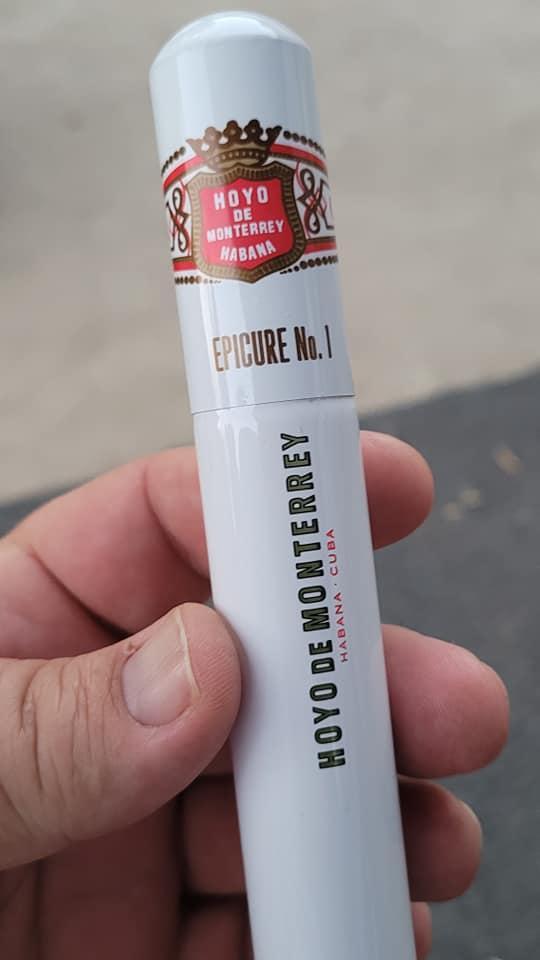 HOYO
DE
MONTERREY
HABANA
EPICURE No. 1
HOYO DE MONTERREY
HABANA · CUBA